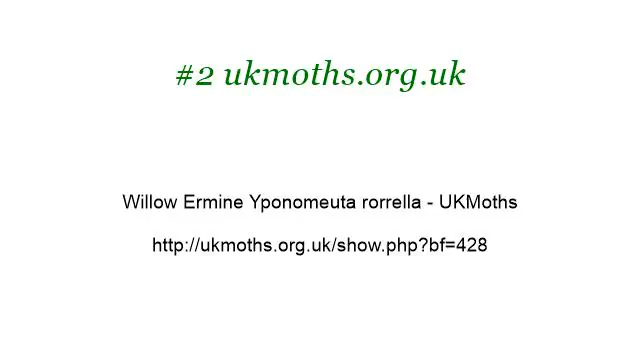 #2 ukmoths.org.uk
Willow Ermine Yponomeuta rorrella - UKMoths
http://ukmoths.org.uk/show.php?bf=428